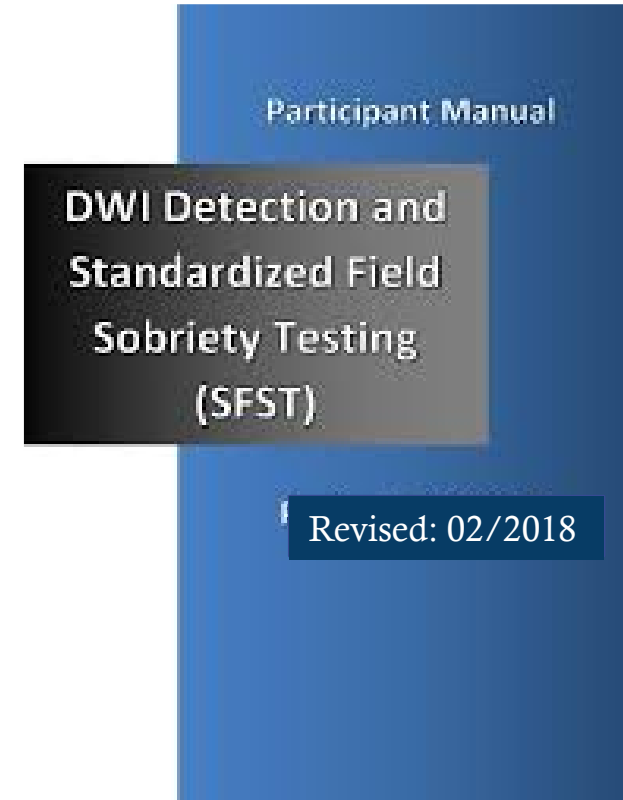 Participant Manual
DWI Detection and
Standardized Field
Sobriety Testing
(SFST)
Revised: 02/2018